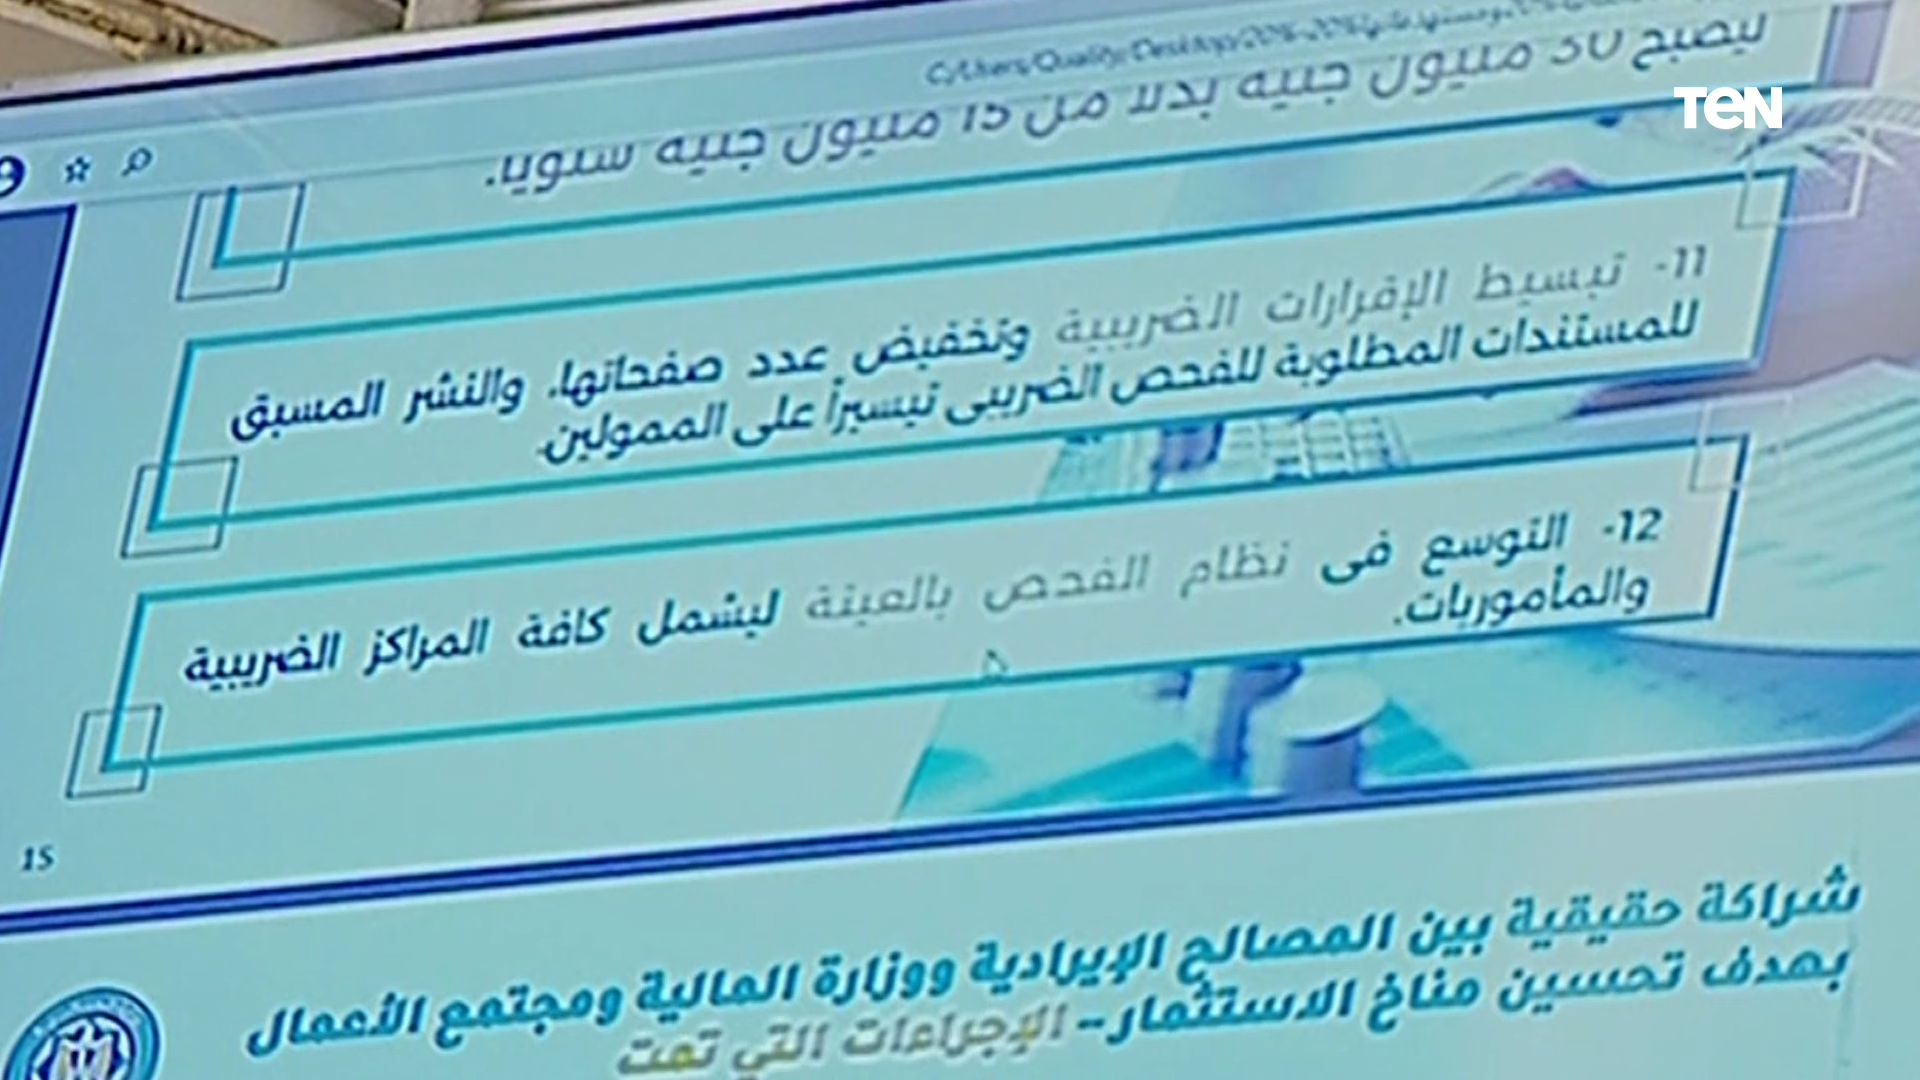 TeN
ليصبح 30 مليون جنيه بدلا من 15 مليون جنيه سنويا.
11- تبسيط الإقرارات الضريبية وتخفيض عدد صفحاتها، والنشر المسبق
للمستندات المطلوبة للفحص الضريبى تيسيراً على الممولين.
12- التوسع فى نظام الفحص بالعينة ليشمل كافة المراكز الضريبية
والمأموريات.
15
شراكة حقيقية بين المصالح الإيرادية ووزارة المالية ومجتمع الأعمال
بهدف تحسين مناخ الاستثمار- الإجراءات التي تمت